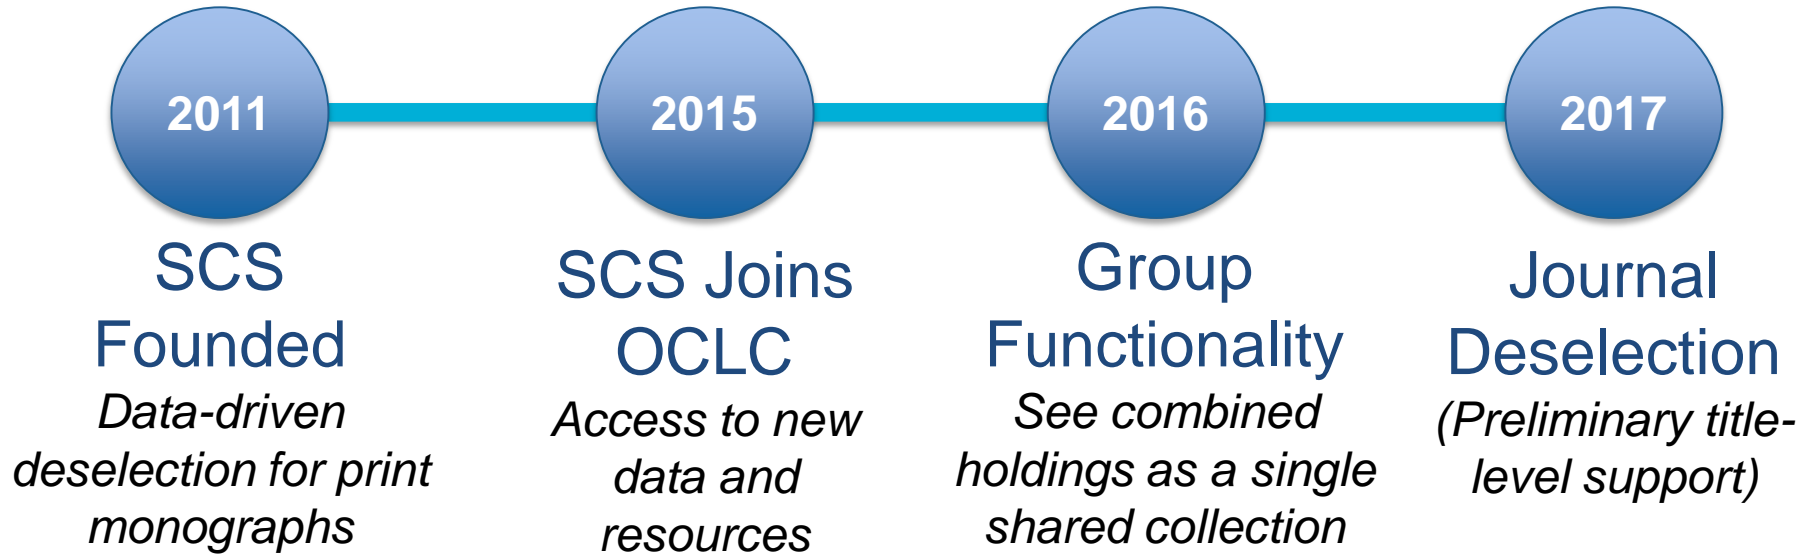 2011
SCS
Founded
Data-driven
deselection for print
monographs
2015
SCS Joins
OCLC
Access to new
data and
resources
2016
Group
Functionality
See combined
holdings as a single
shared collection
2017
Journal
Deselection
(Preliminary title-
level support)